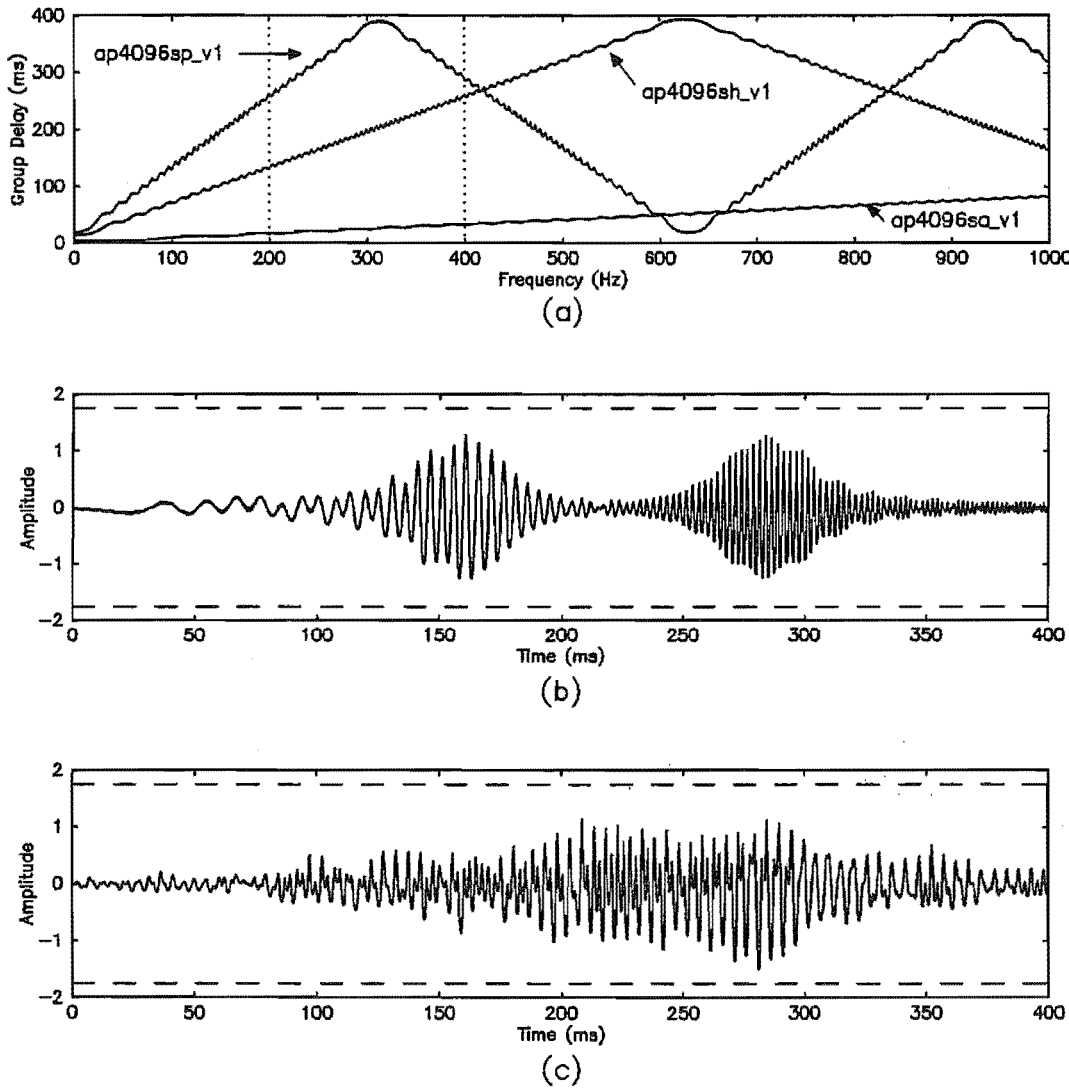 400
300
200
100
0
Group Delay (ms)
ap4096sp_v1
ap4096sh_v1
ap4096sa_v1
0 100 200 300 400 500 600 700 800 900 1000
Frequency (Hz)
(a)
2
1
0
−1
−2
Amplitude
0 50 100 150 200 250 300 350 400
Time (ms)
(b)
2
1
0
−1
−2
Amplitude
0 50 100 150 200 250 300 350 400
Time (ms)
(c)